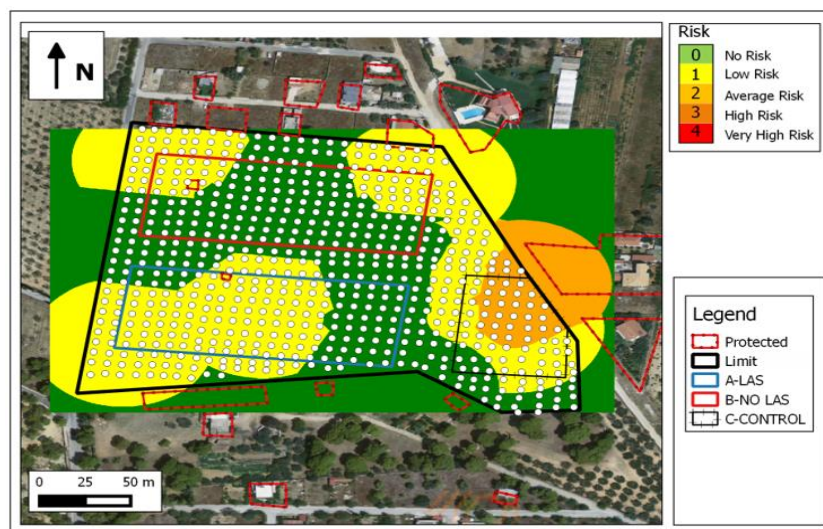 N
Risk
0 No Risk
1 Low Risk
2 Average Risk
3 High Risk
4 Very High Risk
Legend
Protected
Limit
A-LAS
B-NO LAS
C-CONTROL
0 25 50 m